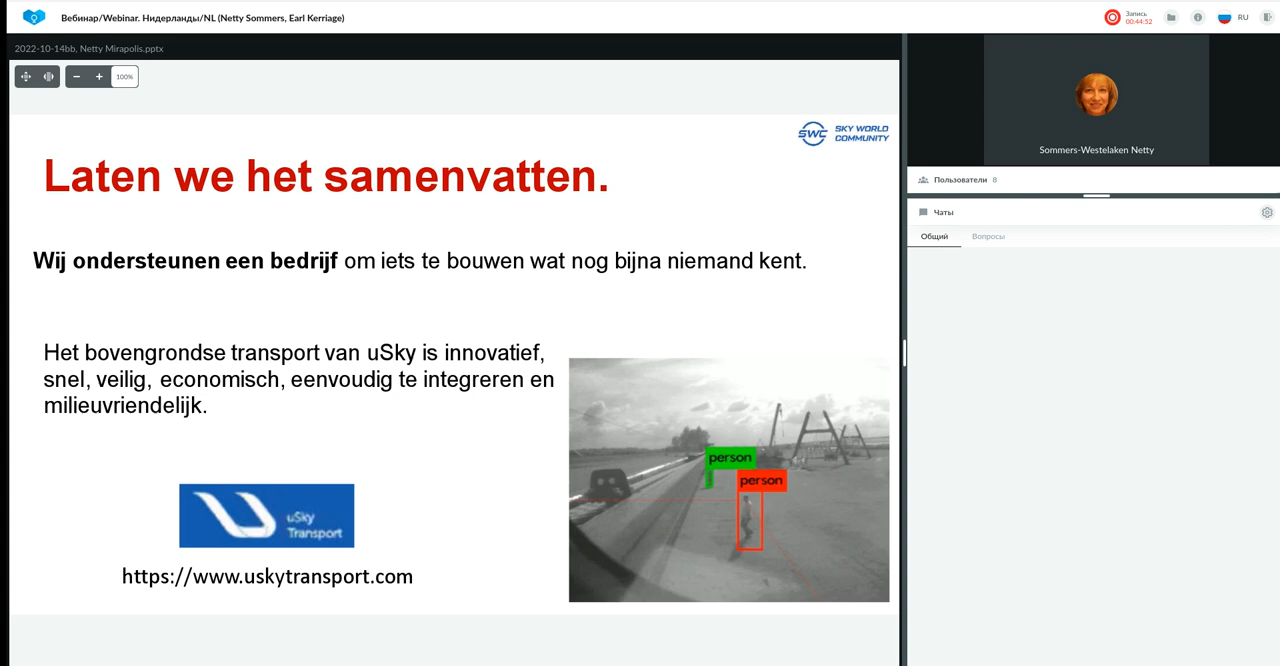 Вебинар/Webinar. Нидерланды/NL (Netty Sommers, Earl Kerriage)
Запись
00:44:52
RU
2022-10-14bb, Netty Mirapolis.pptx
100%
SWC SKY WORLD
COMMUNITY
Laten we het samenvatten.
Wij ondersteunen een bedrijf om iets te bouwen wat nog bijna niemand kent.
Het bovengrondse transport van uSky is innovatief,
snel, veilig, economisch, eenvoudig te integreren en
milieuvriendelijk.
person
person
uSky
Transport
https://www.uskytransport.com
Sommers-Westelaken Netty
Пользователи 8
Чаты
Общий
Вопросы